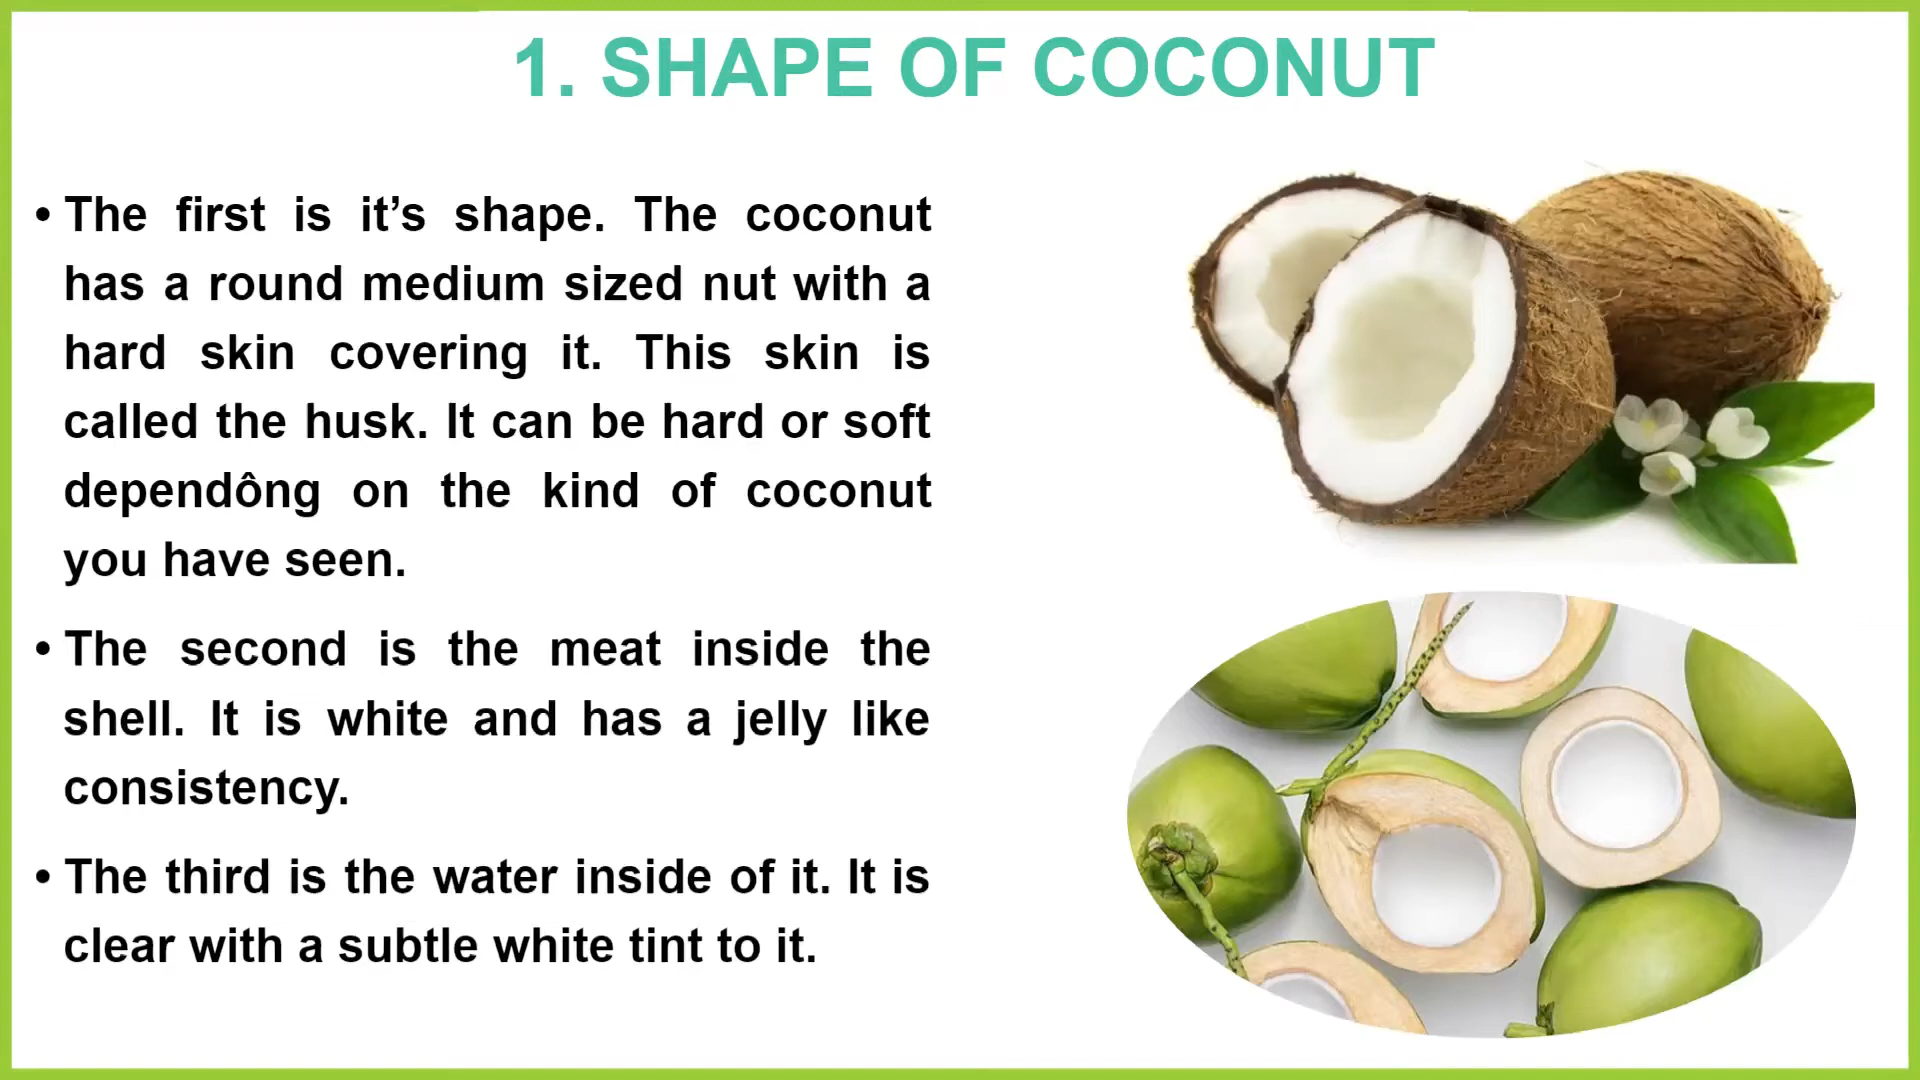 1. SHAPE OF COCONUT
• The first is it’s shape. The coconut
has a round medium sized nut with a
hard skin covering it. This skin is
called the husk. It can be hard or soft
dependông on the kind of coconut
you have seen.
• The second is the meat inside the
shell. It is white and has a jelly like
consistency.
• The third is the water inside of it. It is
clear with a subtle white tint to it.